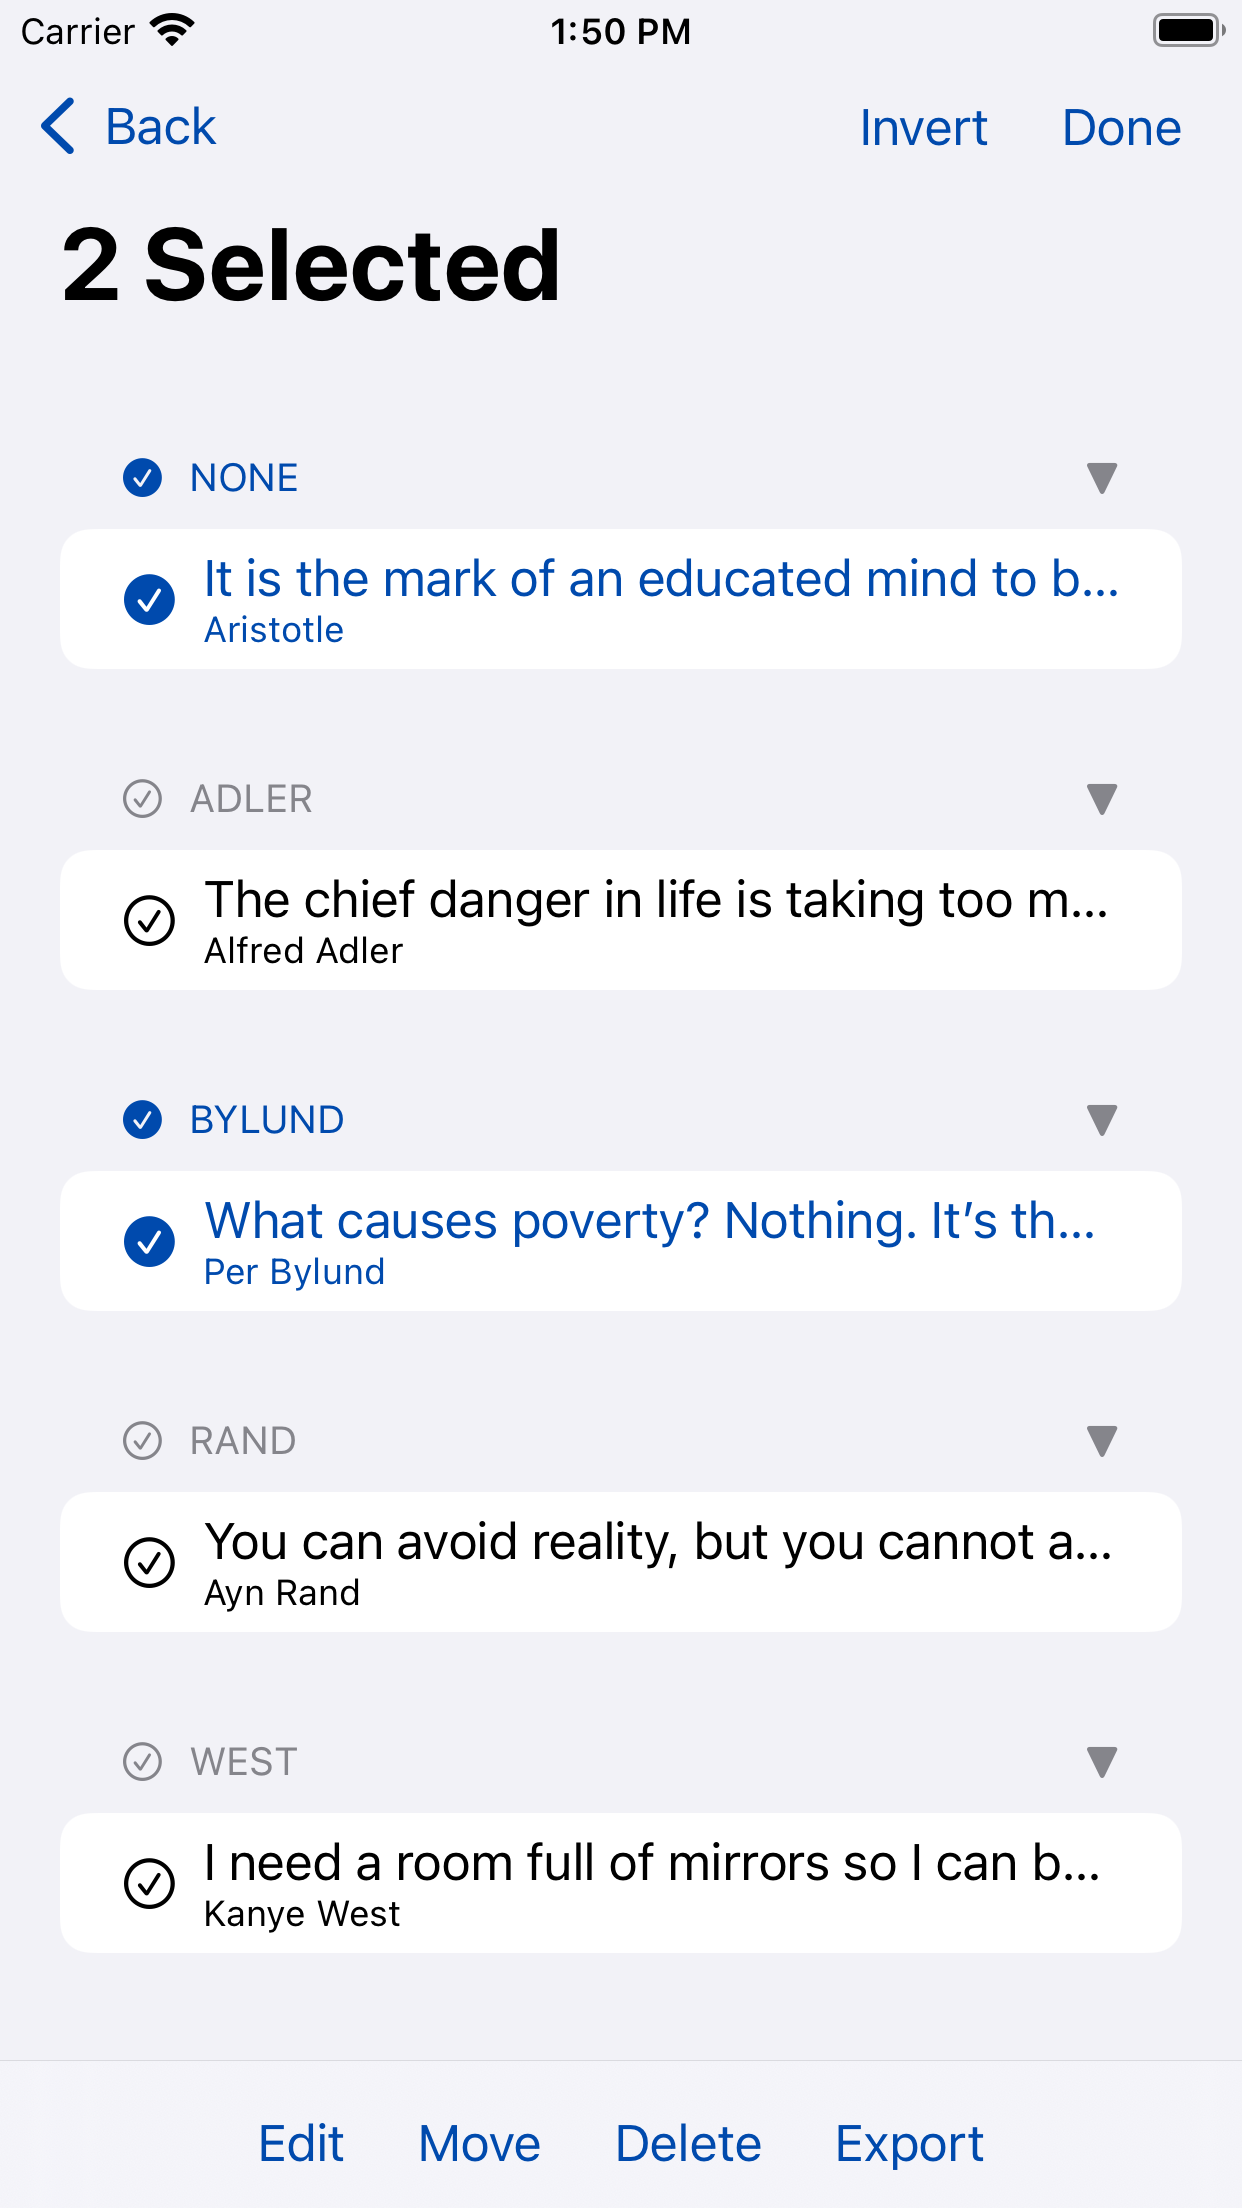 Carrier 1:50 PM
Back Invert Done
2 Selected
NONE
It is the mark of an educated mind to b...
Aristotle
ADLER
The chief danger in life is taking too m...
Alfred Adler
BYLUND
What causes poverty? Nothing. It’s th...
Per Bylund
RAND
You can avoid reality, but you cannot a...
Ayn Rand
WEST
I need a room full of mirrors so I can b...
Kanye West
Edit Move Delete Export